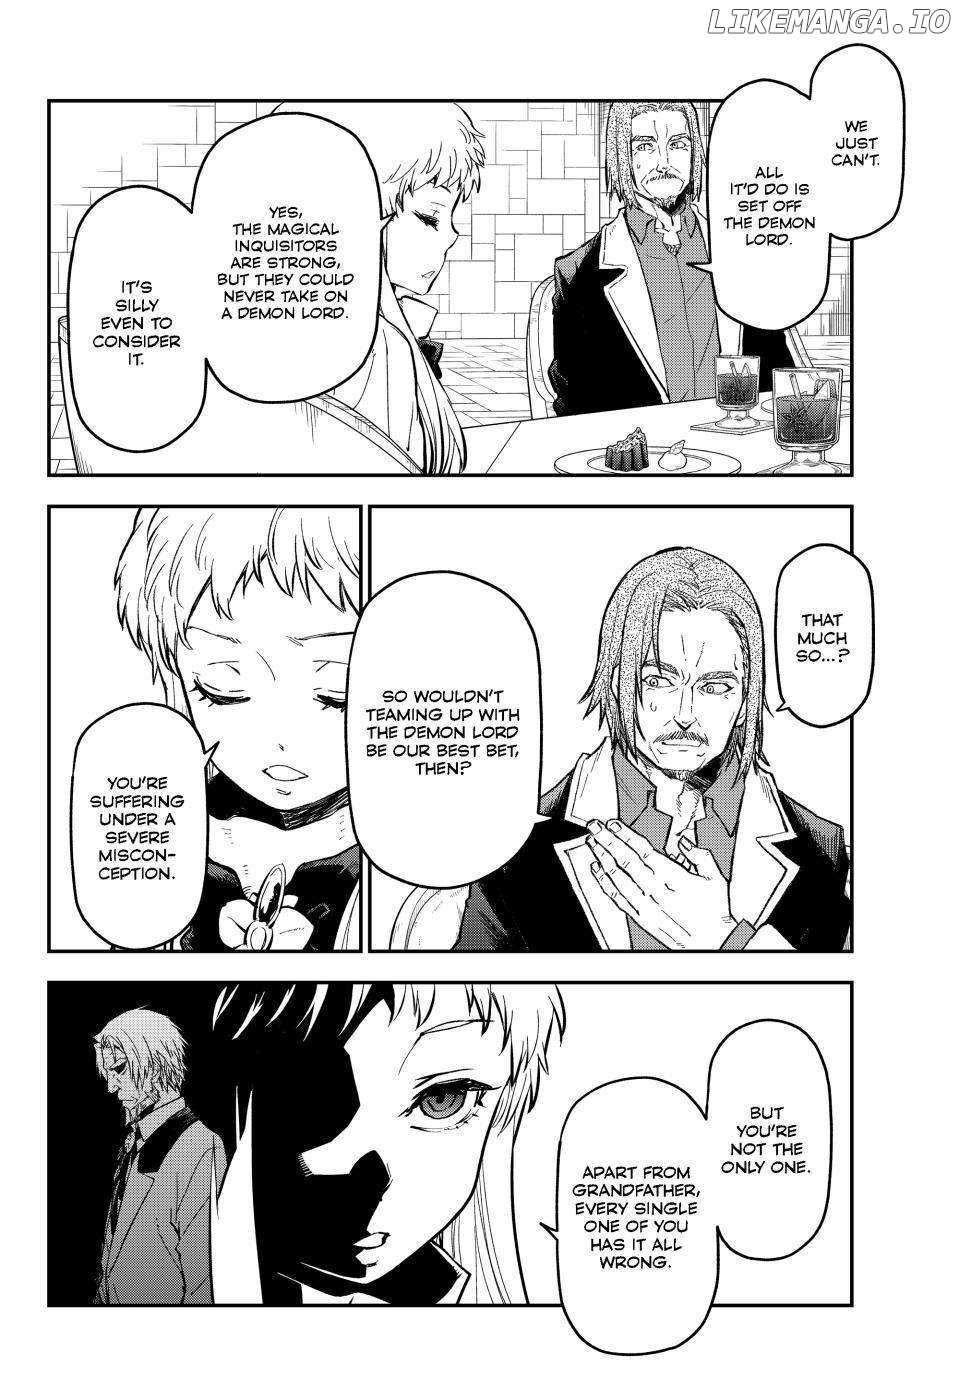 LIKEMANGA.IO
WE
JUST
CAN'T.
ALL
IT'D DO IS
SET OFF
THE DEMON
LORD.
YES,
THE MAGICAL
INQUISITORS
ARE STRONG,
BUT THEY COULD
NEVER TAKE ON
A DEMON LORD.
IT'S
SILLY
EVEN TO
CONSIDER
IT.
THAT
MUCH
SO...?
SO WOULDN'T
TEAMING UP WITH
THE DEMON LORD
BE OUR BEST BET,
THEN?
YOU'RE
SUFFERING
UNDER A
SEVERE
MISCON-
CEPTION.
BUT
YOU'RE
NOT THE
ONLY ONE.
APART FROM
GRANDFATHER,
EVERY SINGLE
ONE OF YOU
HAS IT ALL
WRONG.